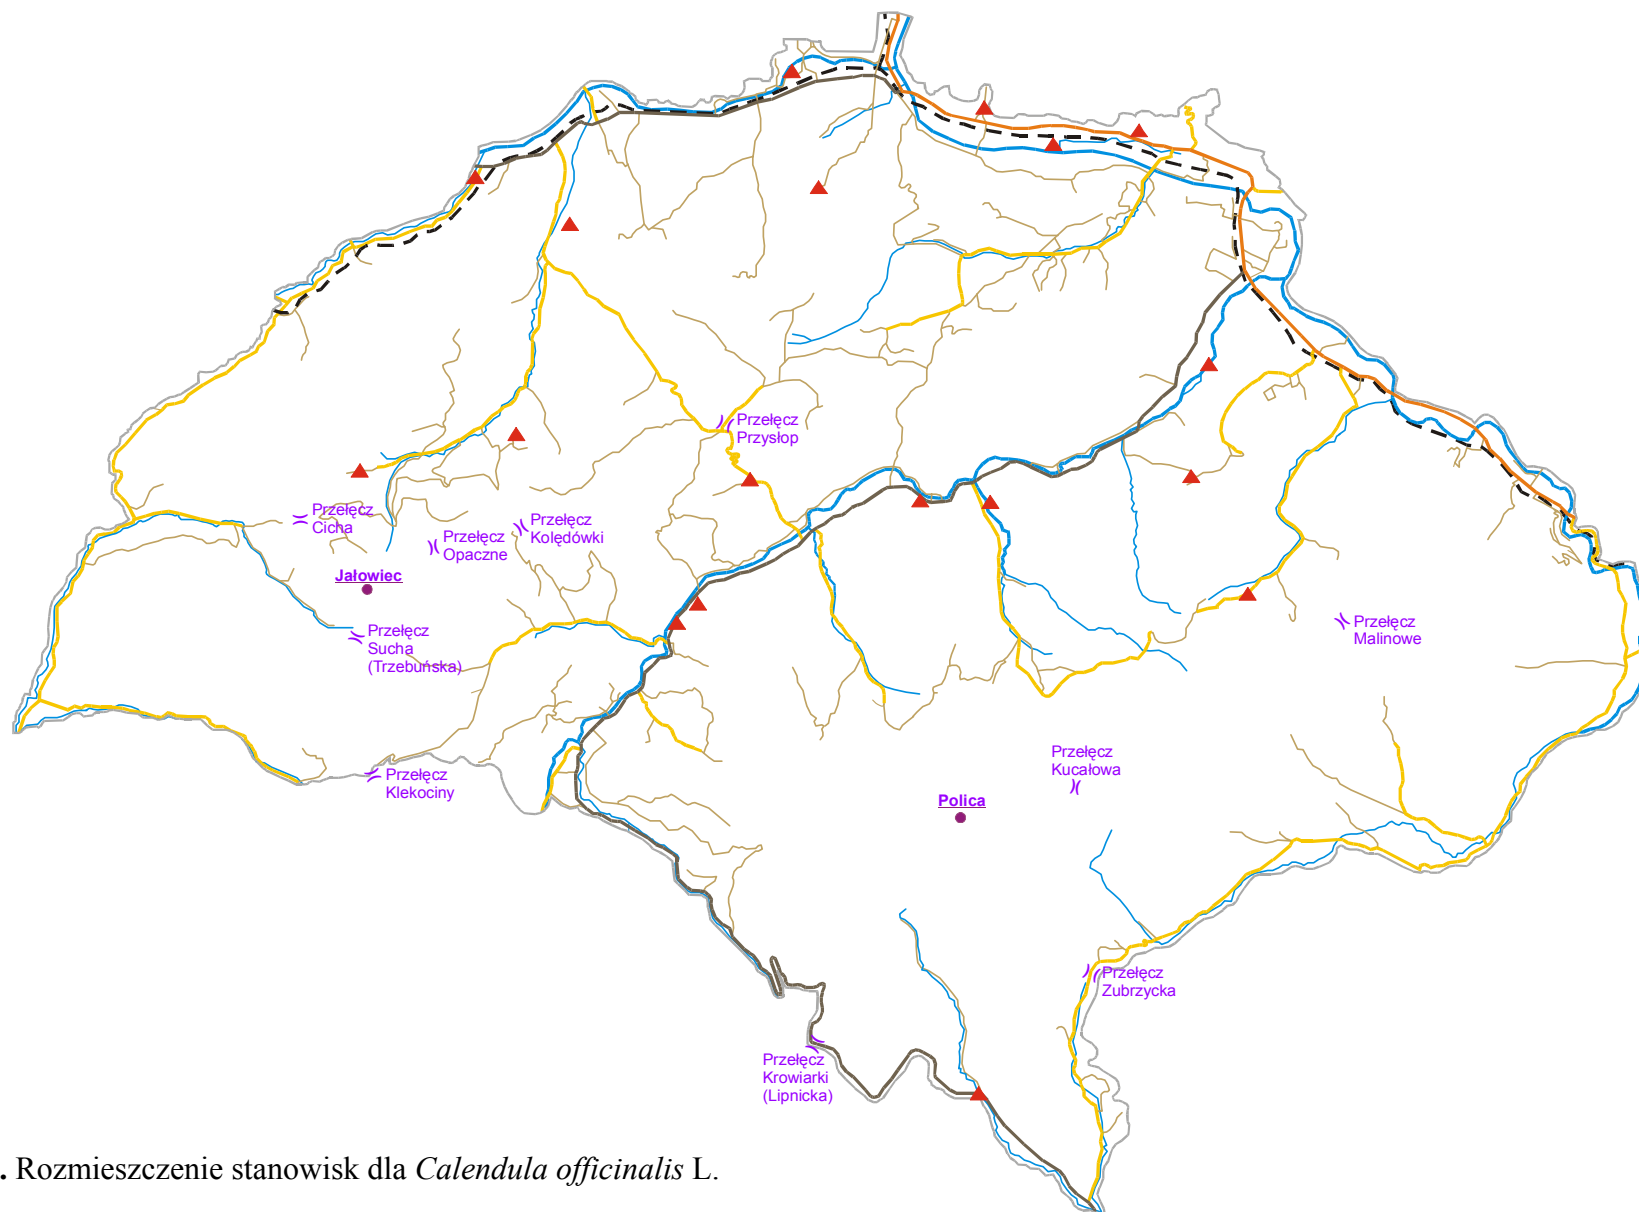 Przełęcz
Przysłop
Przełęcz
Cicha
Przełęcz
Kolędówki
Przełęcz
Opaczne
Jałowiec
Przełęcz
Sucha
(Trzebuńska)
Przełęcz
Malinowe
Przełęcz
Klekociny
Przełęcz
Kucałowa
Polica
Przełęcz
Zubrzycka
Przełęcz
Krowiarki
(Lipnicka)
. Rozmieszczenie stanowisk dla Calendula officinalis L.